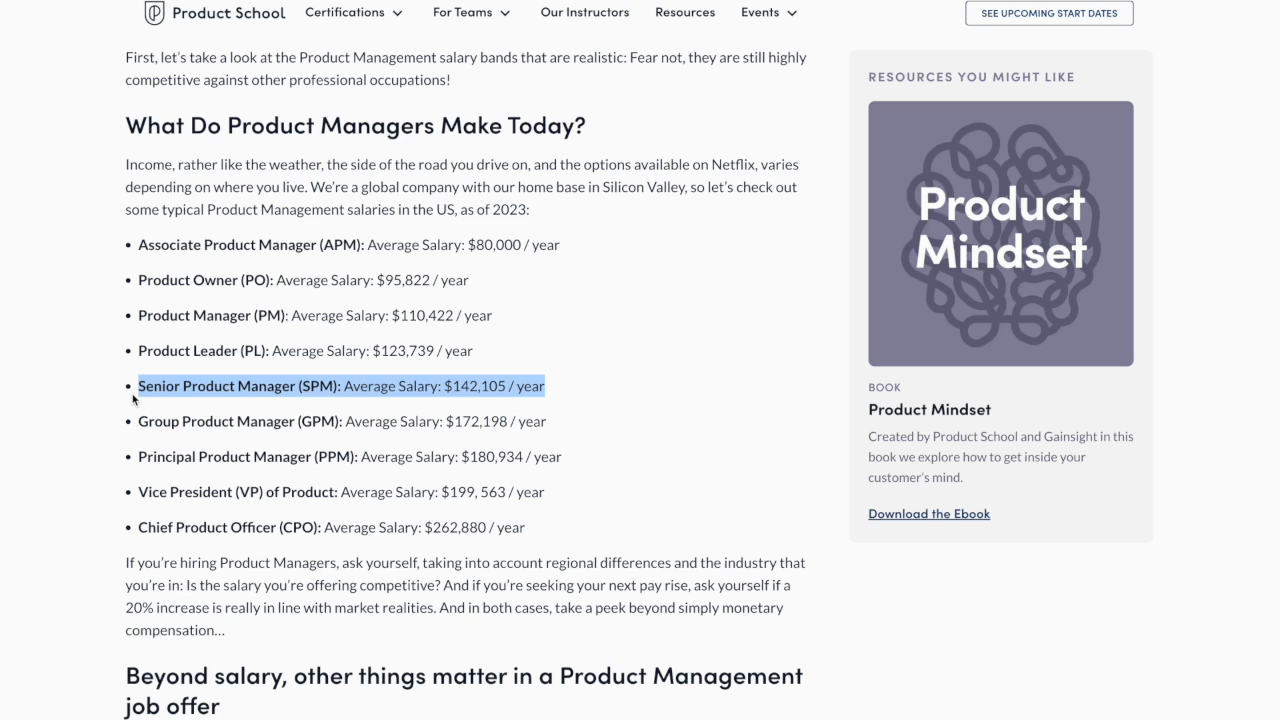 Product School
Certifications
For Teams
Our Instructors
Resources
Events
SEE UPCOMING START DATES
First, let's take a look at the Product Management salary bands that are realistic: Fear not, they are still highly
competitive against other professional occupations!
What Do Product Managers Make Today?
Income, rather like the weather, the side of the road you drive on, and the options available on Netflix, varies
depending on where you live. We're a global company with our home base in Silicon Valley, so let's check out
some typical Product Management salaries in the US, as of 2023:
• Associate Product Manager (APM): Average Salary: $80,000 / year
• Product Owner (PO): Average Salary: $95,822 / year
• Product Manager (PM): Average Salary: $110,422 / year
• Product Leader (PL): Average Salary: $123,739 / year
• Senior Product Manager (SPM): Average Salary: $142,105 / year
• Group Product Manager (GPM): Average Salary: $172,198 / year
• Principal Product Manager (PPM): Average Salary: $180,934 / year
• Vice President (VP) of Product: Average Salary: $199, 563 / year
• Chief Product Officer (CPO): Average Salary: $262,880 / year
If you're hiring Product Managers, ask yourself, taking into account regional differences and the industry that
you're in: Is the salary you're offering competitive? And if you're seeking your next pay rise, ask yourself if a
20% increase is really in line with market realities. And in both cases, take a peek beyond simply monetary
compensation...
Beyond salary, other things matter in a Product Management
job offer
RESOURCES YOU MIGHT LIKE
Product
Mindset
BOOK
Product Mindset
Created by Product School and Gainsight in this
book we explore how to get inside your
customer's mind.
Download the Ebook